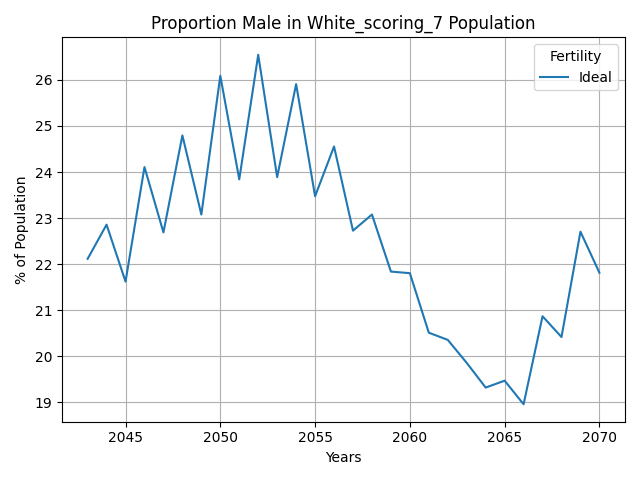 Proportion Male in White_scoring_7 Population
Fertility
Ideal
% of Population
26
25
24
23
22
21
20
19
2045 2050 2055 2060 2065 2070
Years